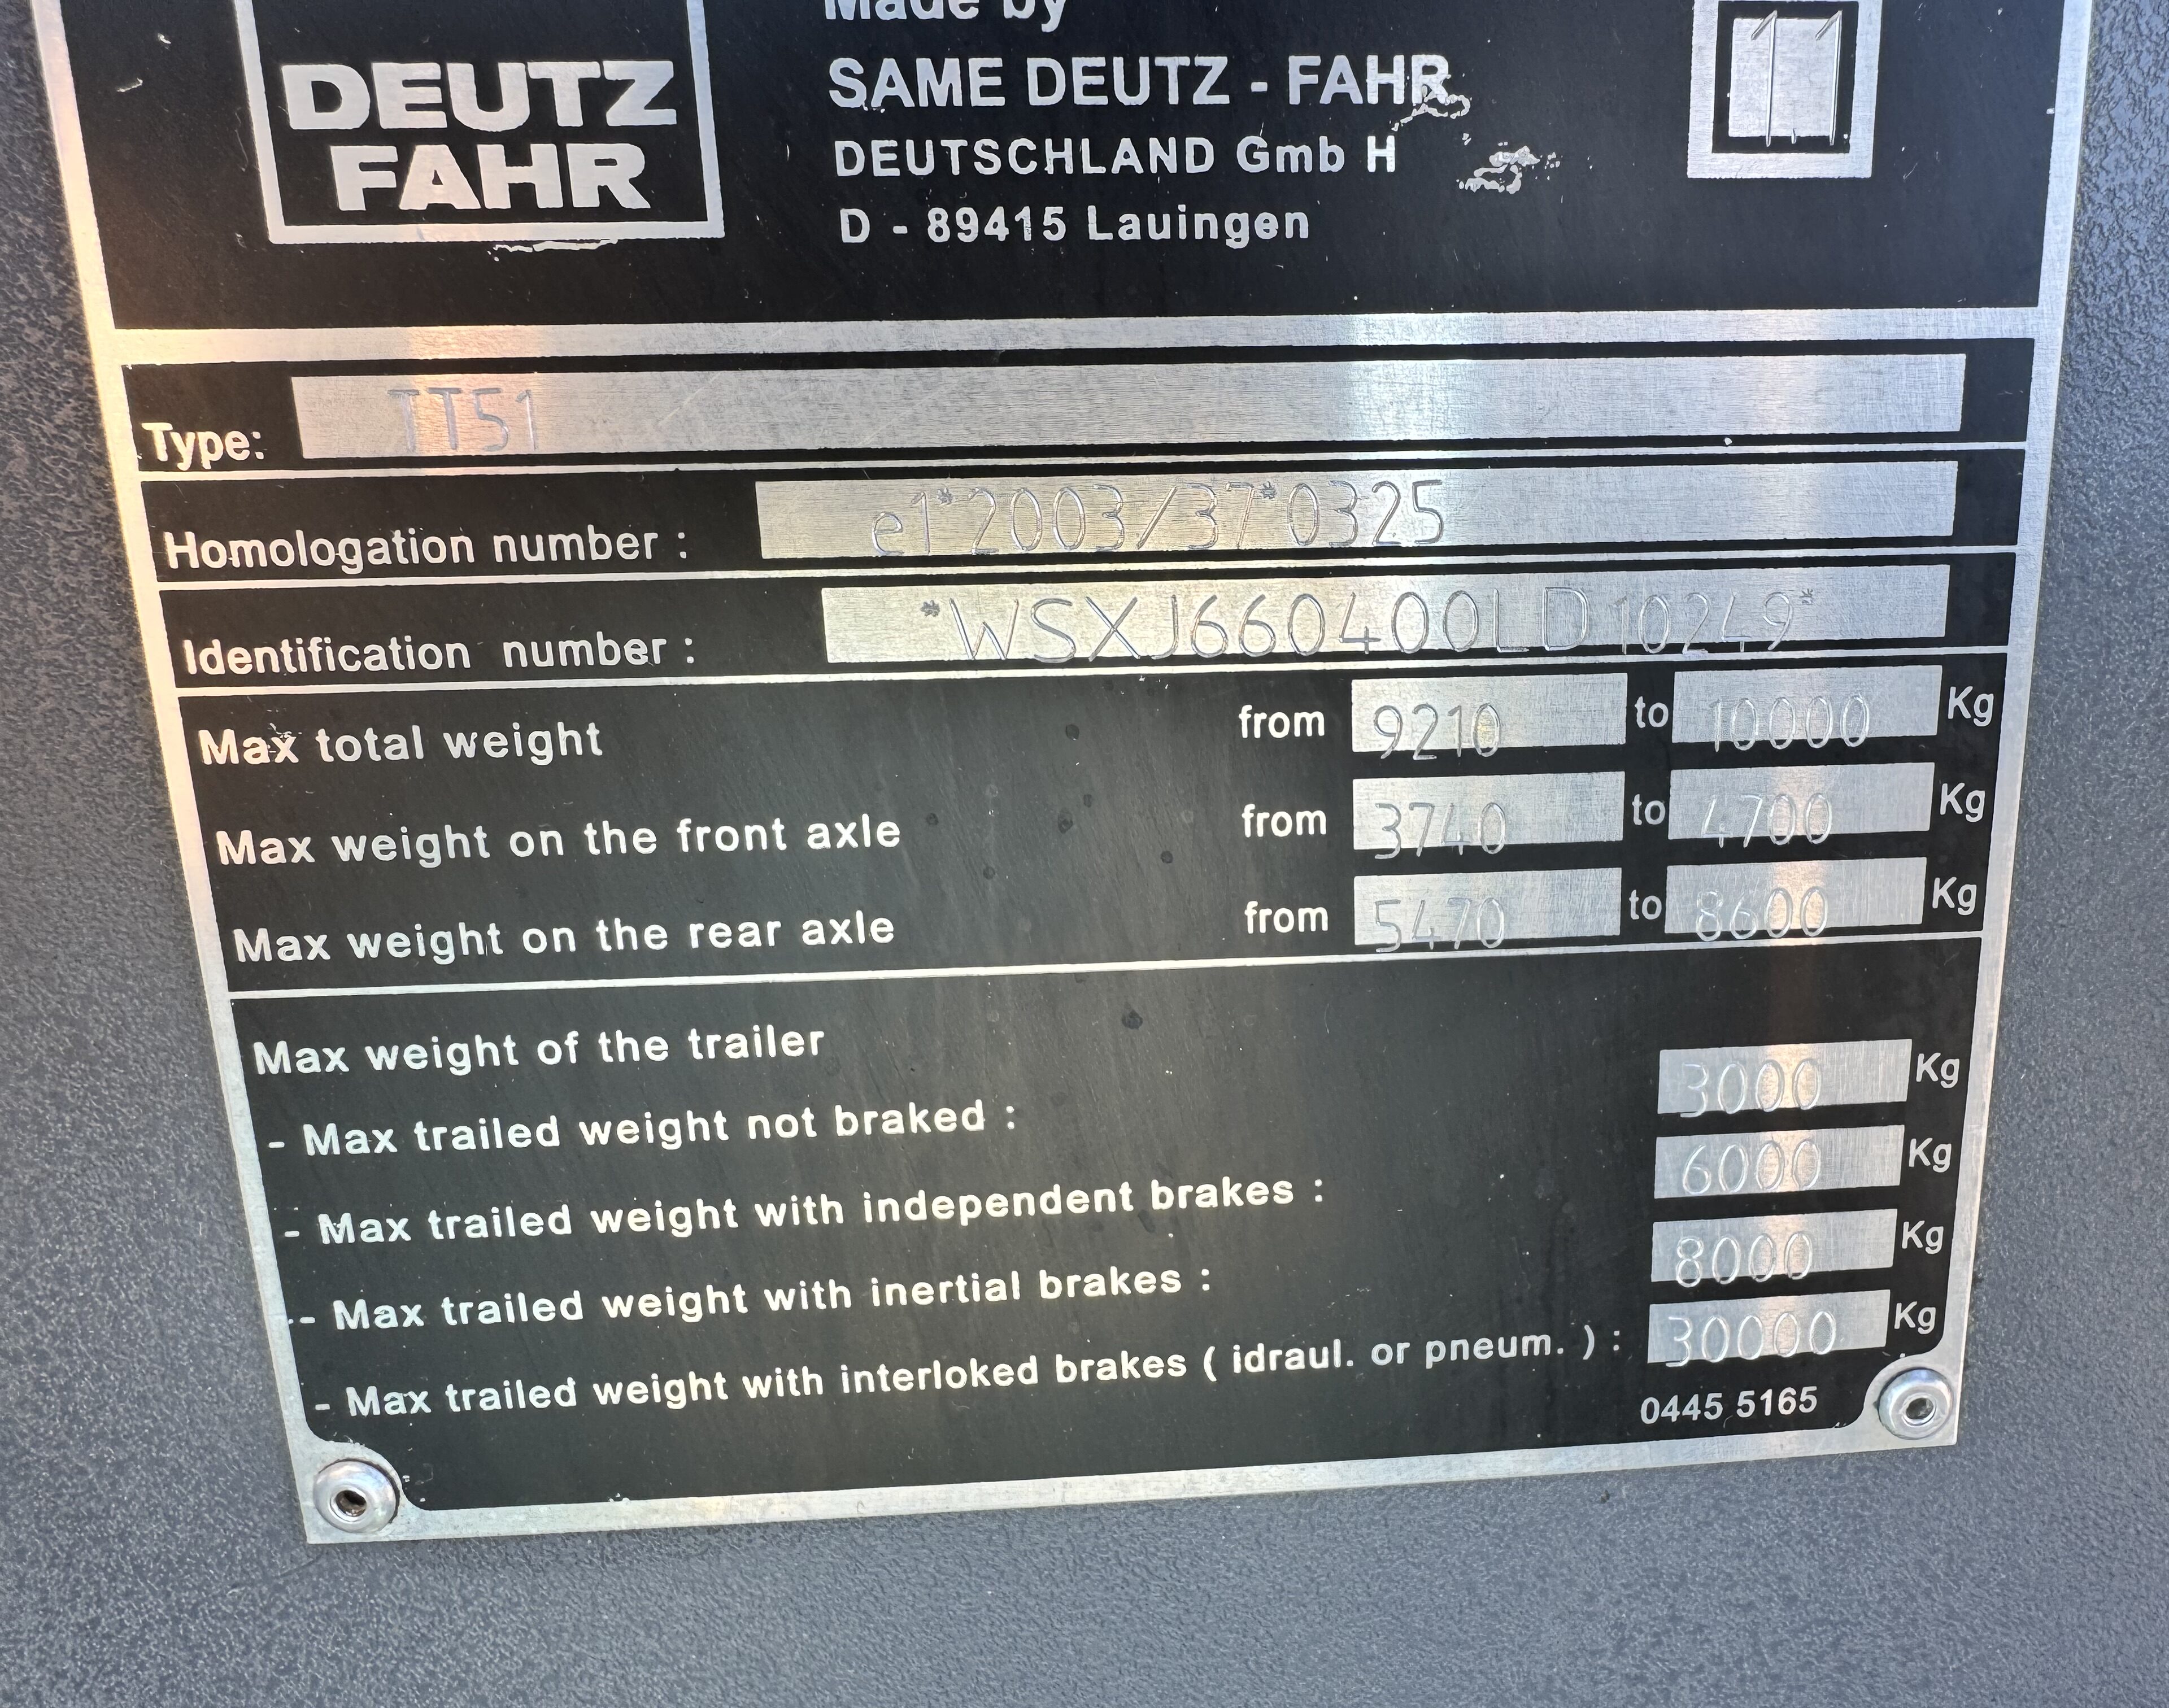 Made by
DEUTZ
FAHR
SAME DEUTZ - FAHR
DEUTSCHLAND Gmb H
D - 89415 Lauingen
11
Type: TT51
Homologation number : e1*2003/37*0325
Identification number : *WSXJ660400LD10249*
Max total weight from 9210 to 10000 Kg
Max weight on the front axle from 3740 to 4700 Kg
Max weight on the rear axle from 5470 to 8600 Kg
Max weight of the trailer
- Max trailed weight not braked : 3000 Kg
- Max trailed weight with independent brakes : 6000 Kg
- Max trailed weight with inertial brakes : 8000 Kg
- Max trailed weight with interloked brakes ( idraul. or pneum. ) : 30000 Kg
0445 5165